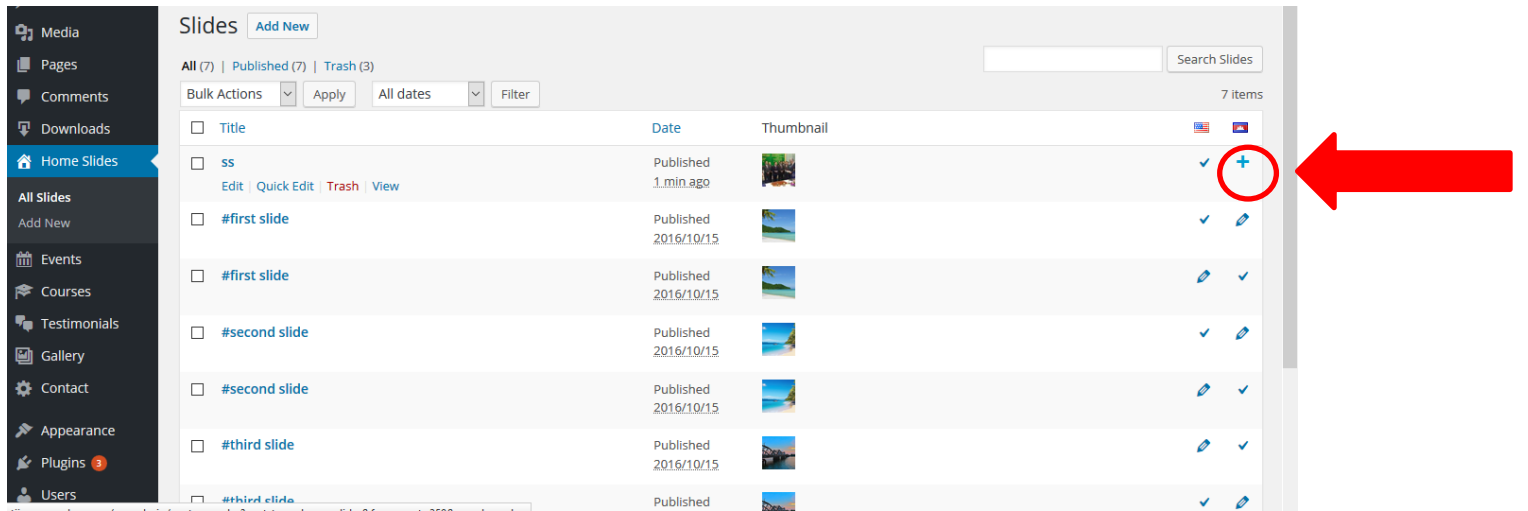 Media
Pages
Comments
Downloads
Home Slides
All Slides
Add New
Events
Courses
Testimonials
Gallery
Contact
Appearance
Plugins 3
Users
Slides Add New
All (7) | Published (7) | Trash (3)
Search Slides
Bulk Actions Apply All dates Filter
7 items
Title Date Thumbnail
ss Published
Edit | Quick Edit | Trash | View 1 min ago
#first slide Published
2016/10/15
#first slide Published
2016/10/15
#second slide Published
2016/10/15
#second slide Published
2016/10/15
#third slide Published
2016/10/15
#third slide Published